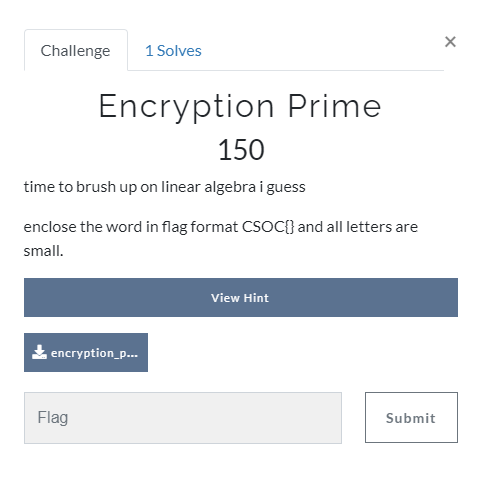 Challenge
1 Solves
×
Encryption Prime
150
time to brush up on linear algebra i guess
enclose the word in flag format CSOC{} and all letters are
small.
View Hint
encryption_p...
Flag
Submit